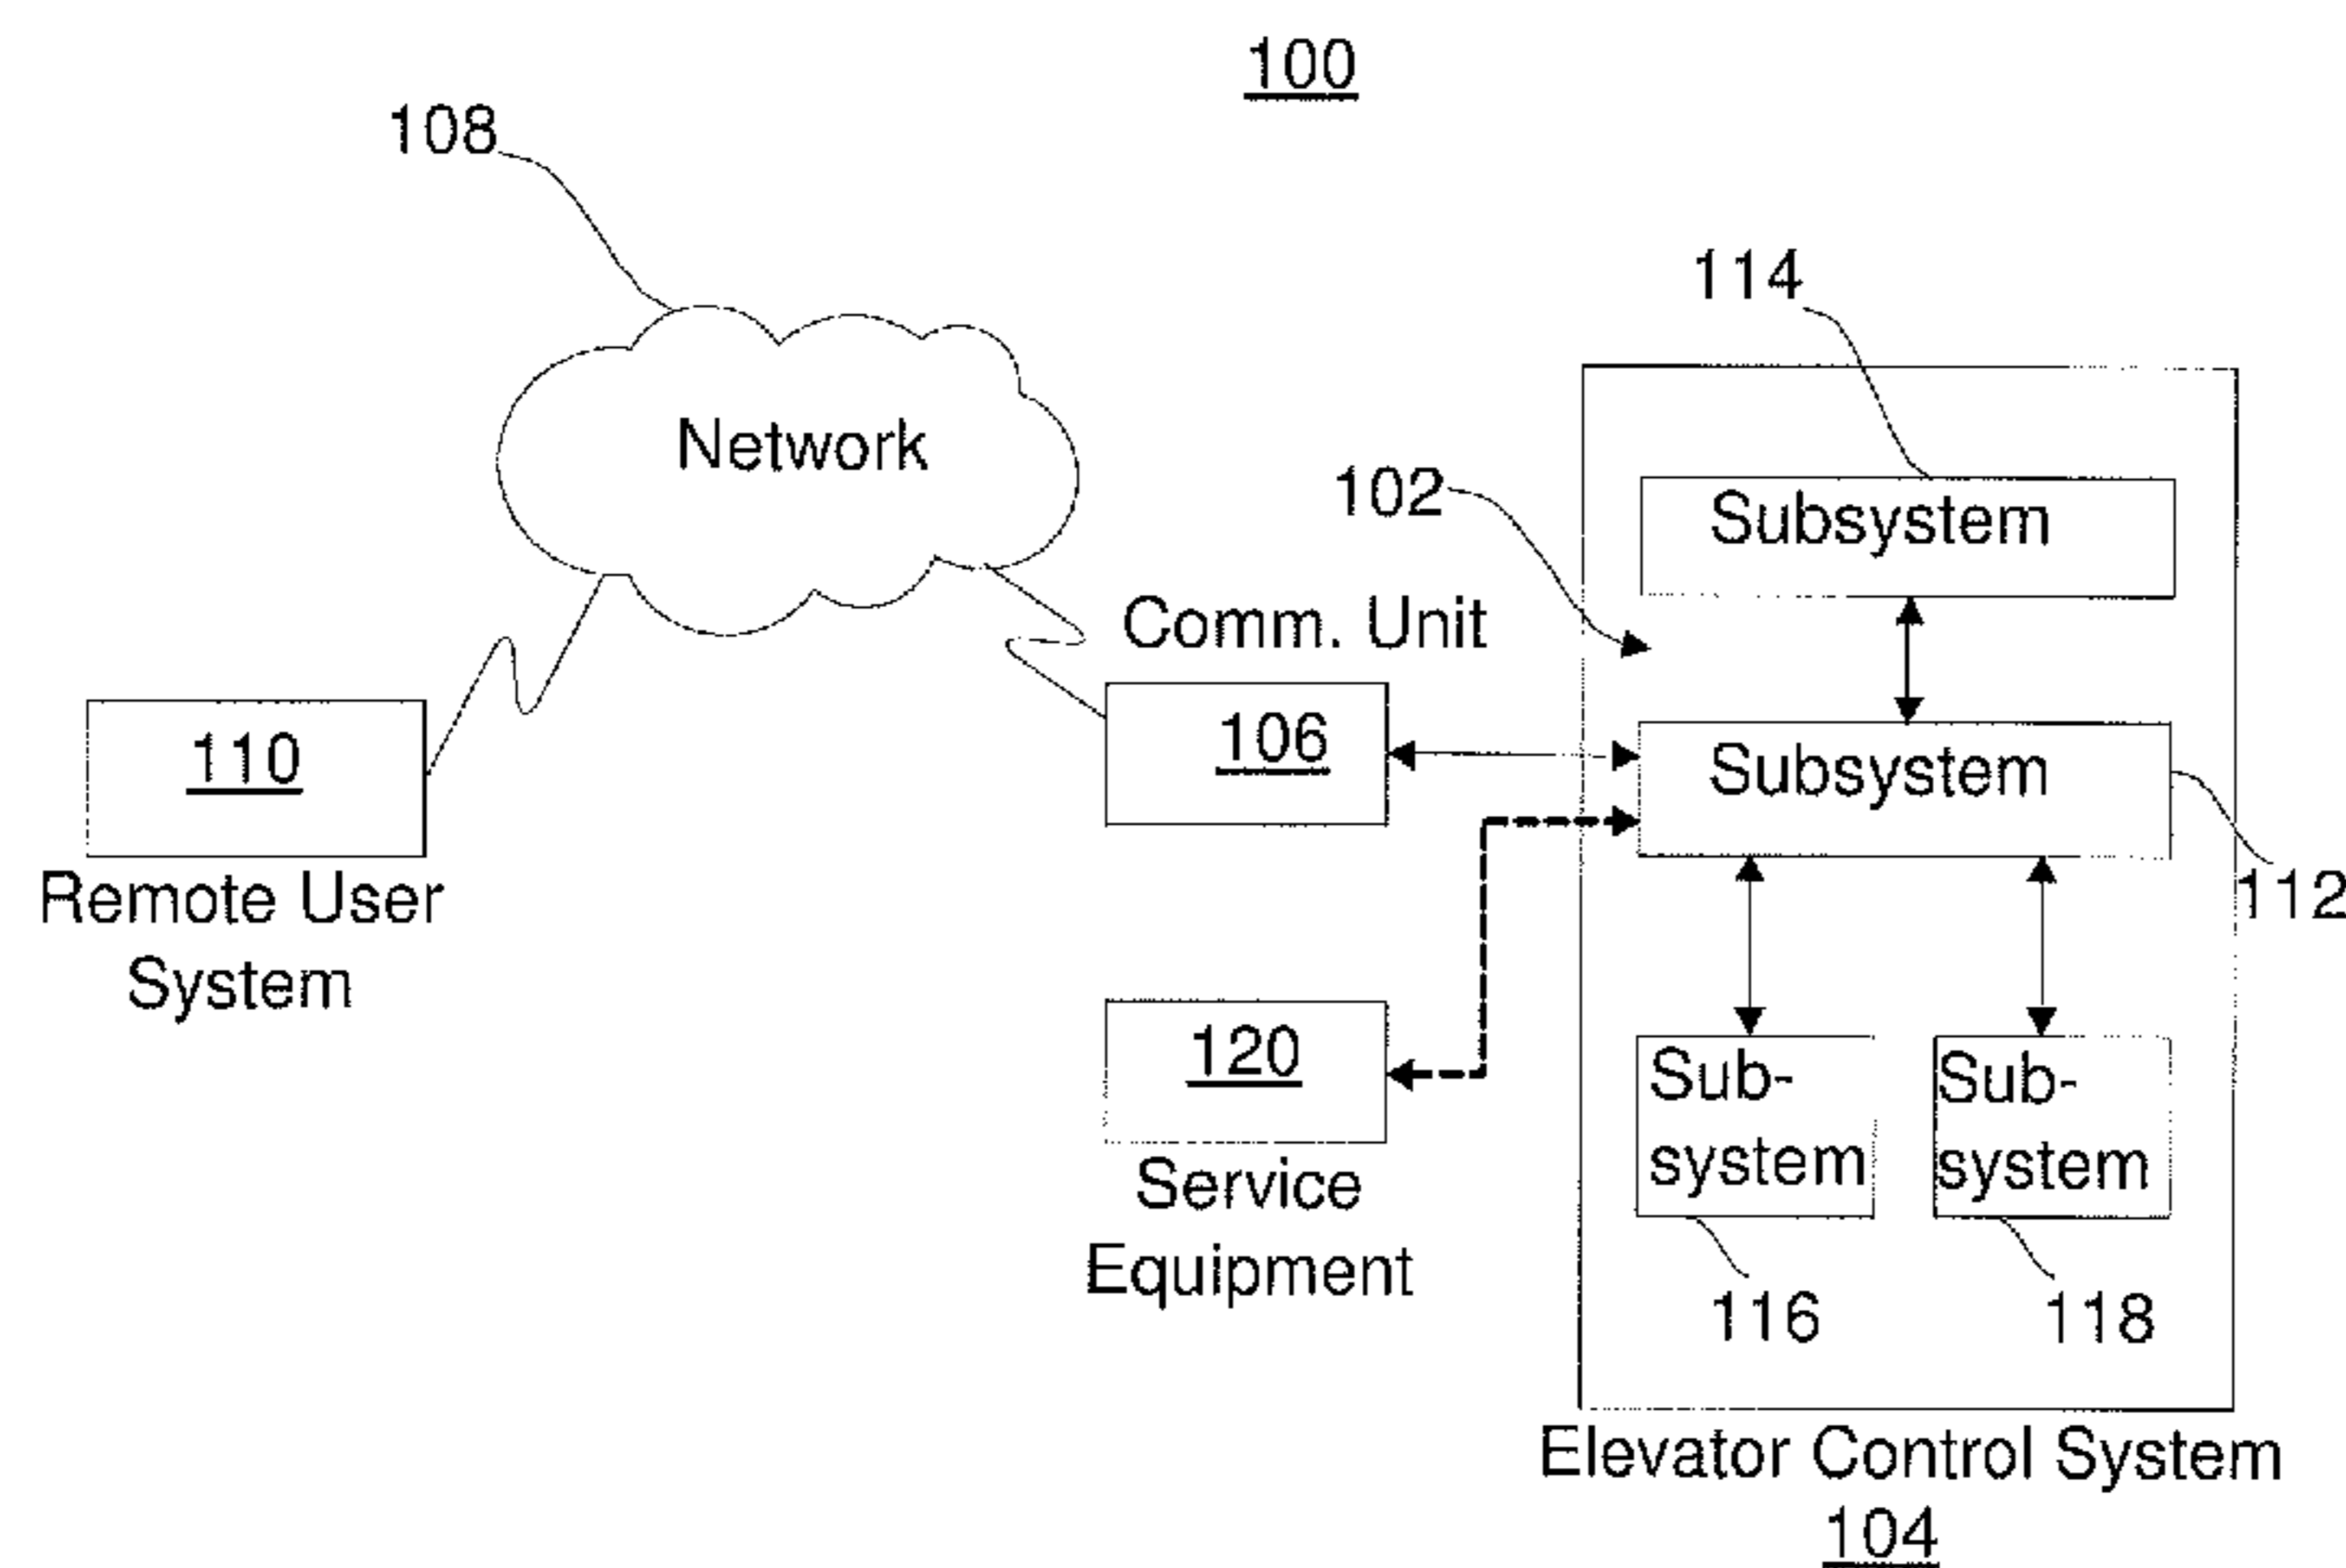 100
108
114
Network
102
Subsystem
Comm. Unit
106
110
Subsystem
Remote User
System
112
120
Sub-
system
Sub-
system
Service
Equipment
116
118
Elevator Control System
104